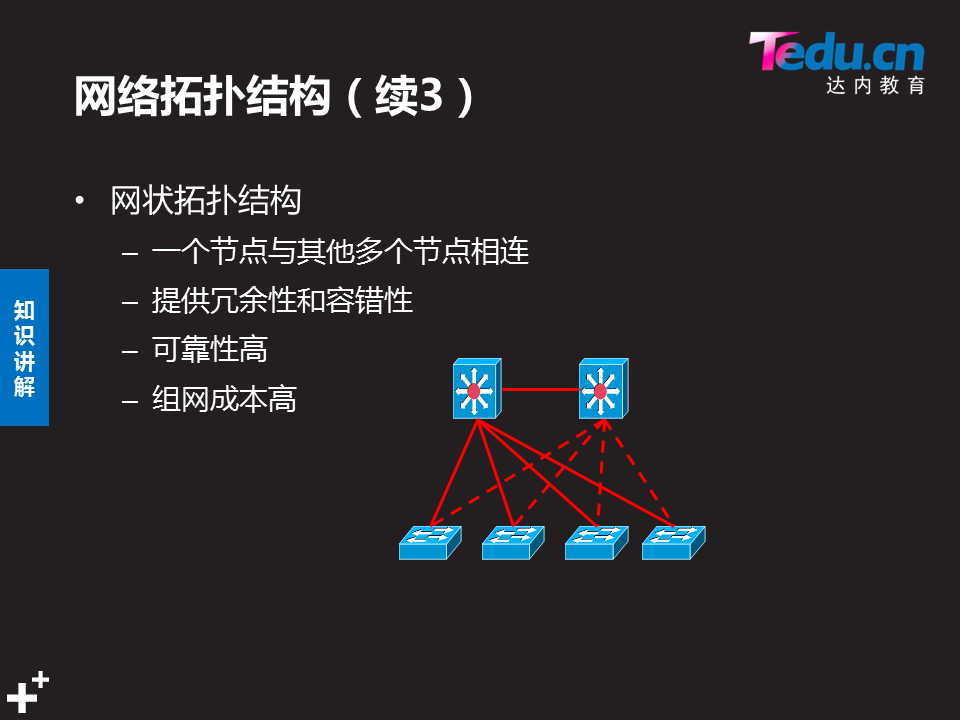 Tedu.cn
达内教育
网络拓扑结构（续3）
• 网状拓扑结构
– 一个节点与其他多个节点相连
– 提供冗余性和容错性
– 可靠性高
– 组网成本高
知识讲解